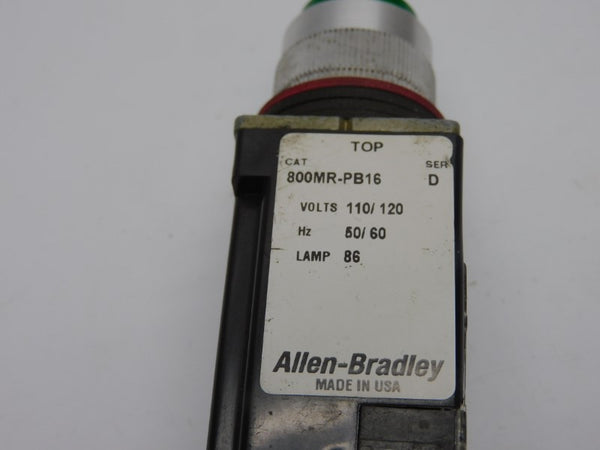 TOP
CAT SER
800MR-PB16 D
VOLTS 110/120
Hz 50/60
LAMP 86
Allen-Bradley
MADE IN USA